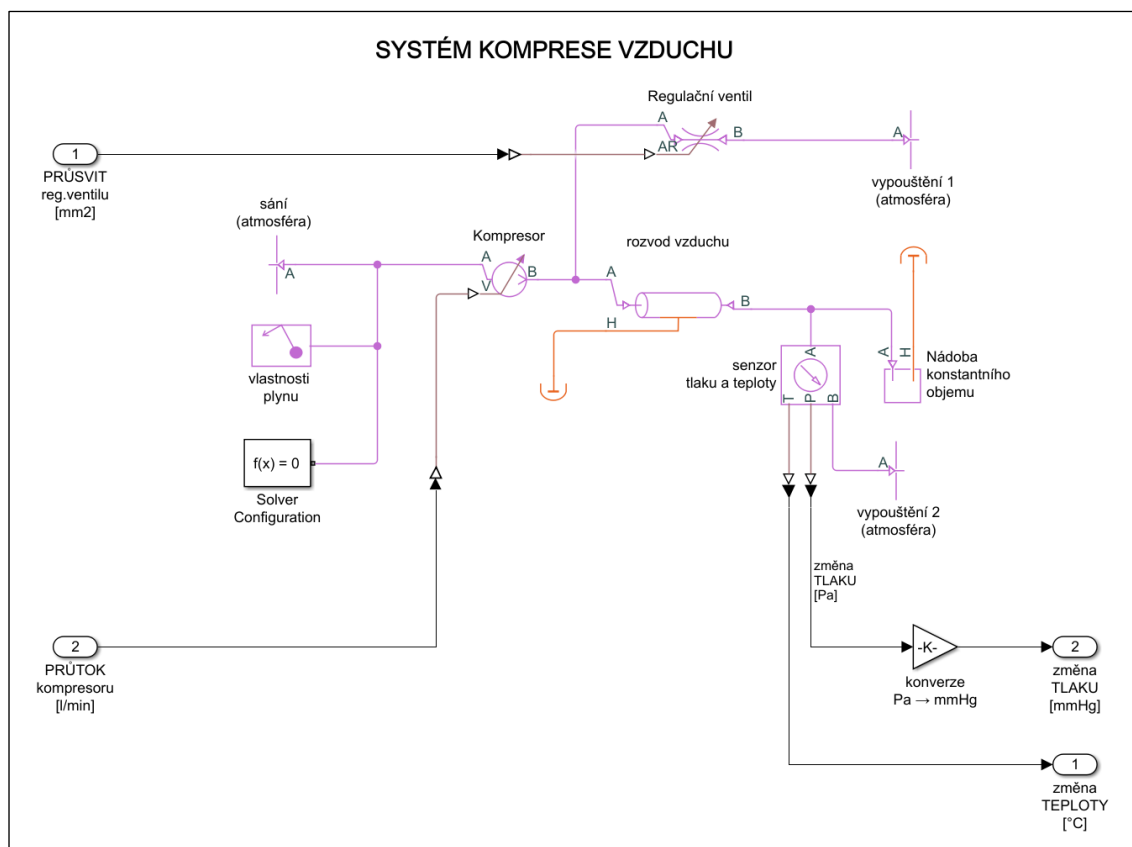 SYSTÉM KOMPRESE VZDUCHU
Regulační ventil
A
B
A
AR
1
PRŮSVIT
reg.ventilu
[mm2]
vypouštění 1
(atmosféra)
sání
(atmosféra)
A
Kompresor
A
B
V
rozvod vzduchu
A
B
H
vlastnosti
plynu
senzor
tlaku a teploty
A
T
P
B
A
H
Nádoba
konstantního
objemu
f(x) = 0
Solver
Configuration
A
vypouštění 2
(atmosféra)
změna
TLAKU
[Pa]
2
PRŮTOK
kompresoru
[l/min]
-K-
konverze
Pa → mmHg
2
změna
TLAKU
[mmHg]
1
změna
TEPLOTY
[°C]